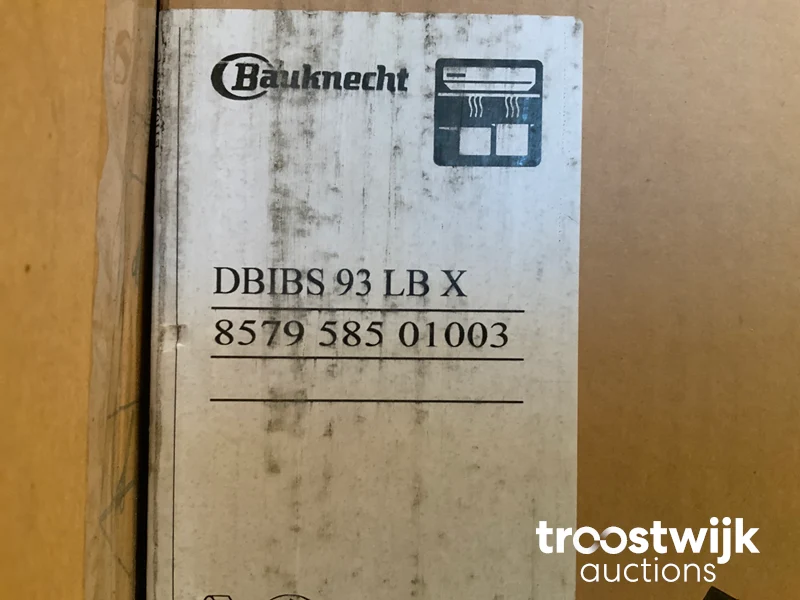 Bauknecht
DBIBS 93 LB X
8579 585 01003
troostwijk
auctions